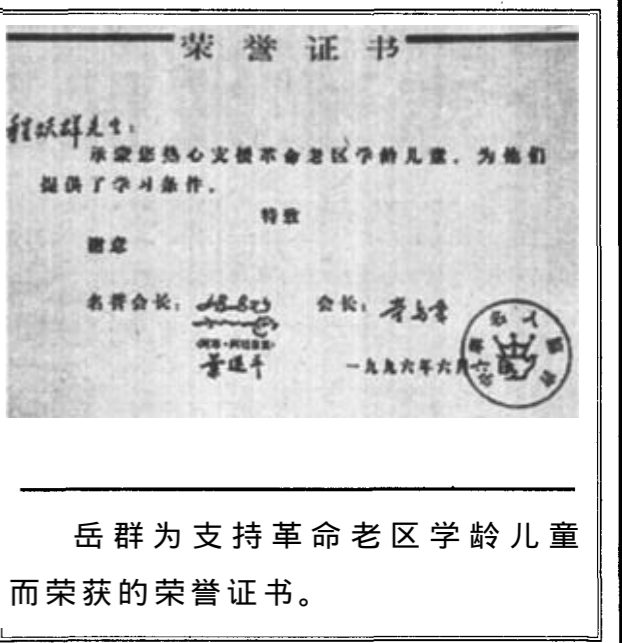 荣誉证书
程跃群先生：
承蒙您热心支援革命老区学龄儿童，为他们
提供了学习条件。
特致
谢意
名誉会长：
会长：
一九九六年六月六日
岳群为支持革命老区学龄儿童
而荣获的荣誉证书。